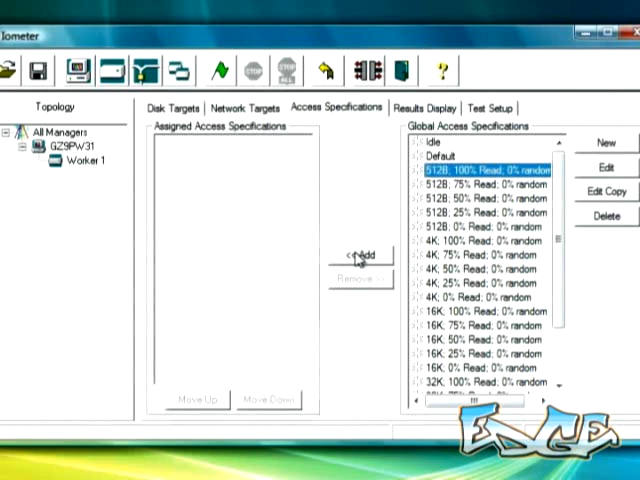 Iometer
STOP
STOP
ALL
?
Topology
Disk Targets
Network Targets
Access Specifications
Results Display
Test Setup
All Managers
GZ9PW31
Worker 1
Assigned Access Specifications
<< Add
Remove >>
Move Up
Move Down
Global Access Specifications
Idle
Default
512B; 100% Read; 0% random
512B; 75% Read; 0% random
512B; 50% Read; 0% random
512B; 25% Read; 0% random
512B; 0% Read; 0% random
4K; 100% Read; 0% random
4K; 75% Read; 0% random
4K; 50% Read; 0% random
4K; 25% Read; 0% random
4K; 0% Read; 0% random
16K; 100% Read; 0% random
16K; 75% Read; 0% random
16K; 50% Read; 0% random
16K; 25% Read; 0% random
16K; 0% Read; 0% random
32K; 100% Read; 0% random
New
Edit
Edit Copy
Delete
EDGE